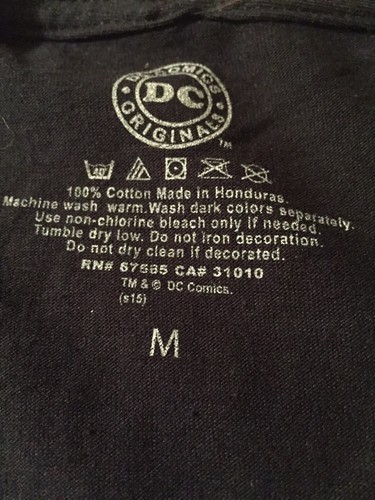 DC COMICS
DC
ORIGINALS
TM
40
100% Cotton Made in Honduras.
Machine wash warm.Wash dark colors separately.
Use non-chlorine bleach only if needed.
Tumble dry low. Do not iron decoration.
Do not dry clean if decorated.
RN# 67585 CA# 31010
TM & © DC Comics.
(s15)
M